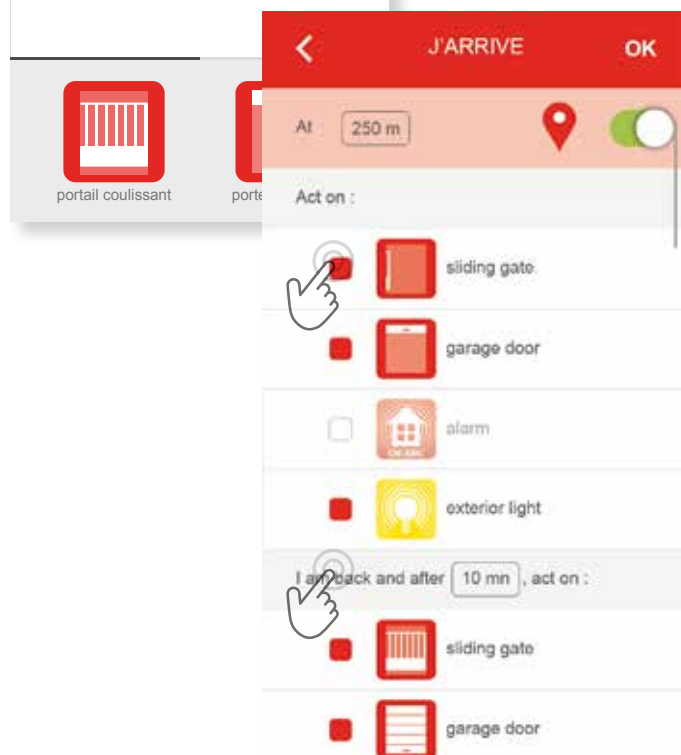 J'ARRIVE OK
At 250 m
Act on :
sliding gate
garage door
alarm
exterior light
I am back and after 10 mn , act on :
sliding gate
garage door
portail coulissant
porte